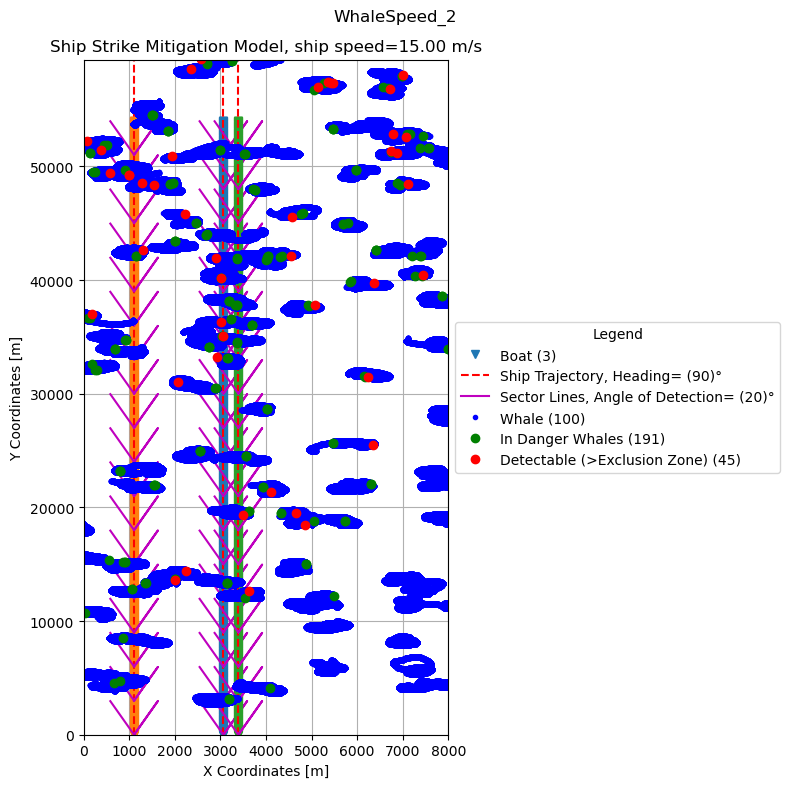 WhaleSpeed_2
Ship Strike Mitigation Model, ship speed=15.00 m/s
Y Coordinates [m]
50000
40000
30000
20000
10000
0
0 1000 2000 3000 4000 5000 6000 7000 8000
X Coordinates [m]
Legend
Boat (3)
Ship Trajectory, Heading= (90)°
Sector Lines, Angle of Detection= (20)°
Whale (100)
In Danger Whales (191)
Detectable (>Exclusion Zone) (45)